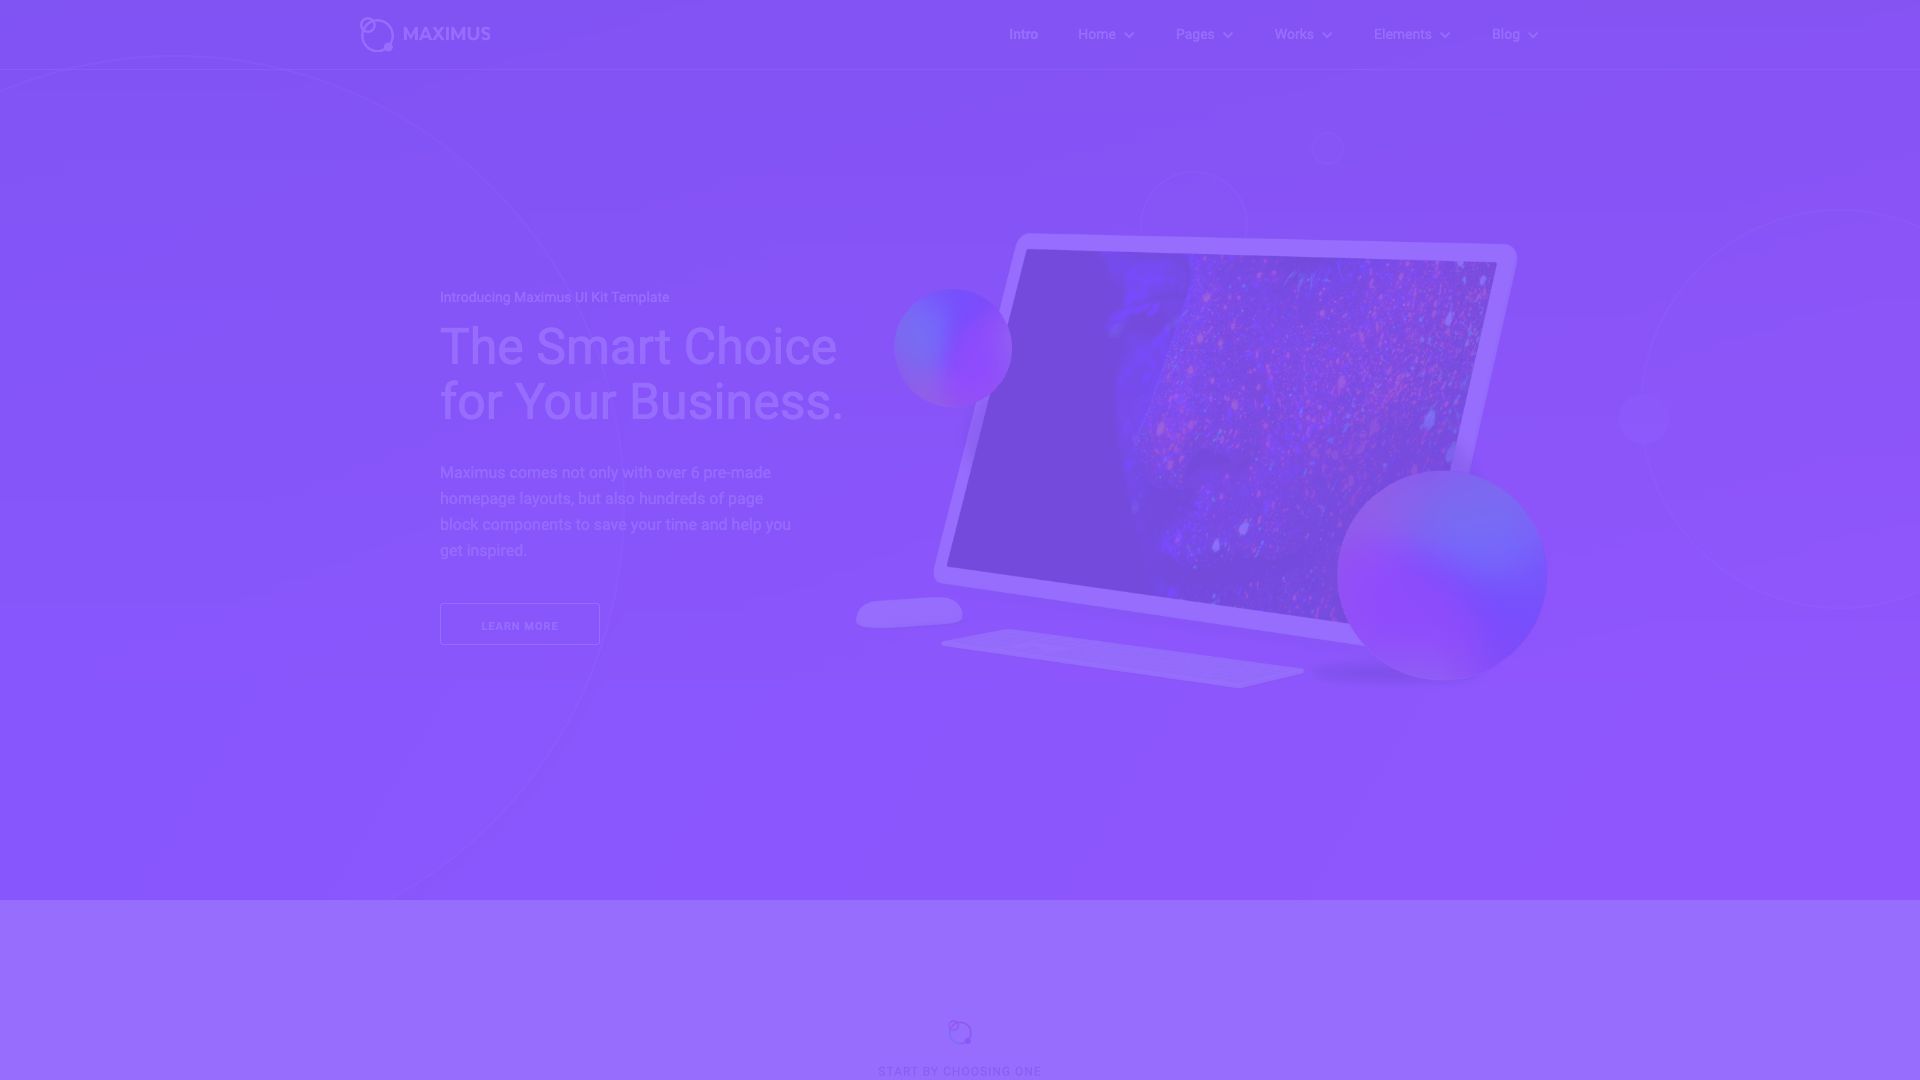 MAXIMUS
Intro Home Pages Works Elements Blog
Introducing Maximus UI Kit Template
The Smart Choice
for Your Business.
Maximus comes not only with over 6 pre-made
homepage layouts, but also hundreds of page
block components to save your time and help you
get inspired.
LEARN MORE
START BY CHOOSING ONE